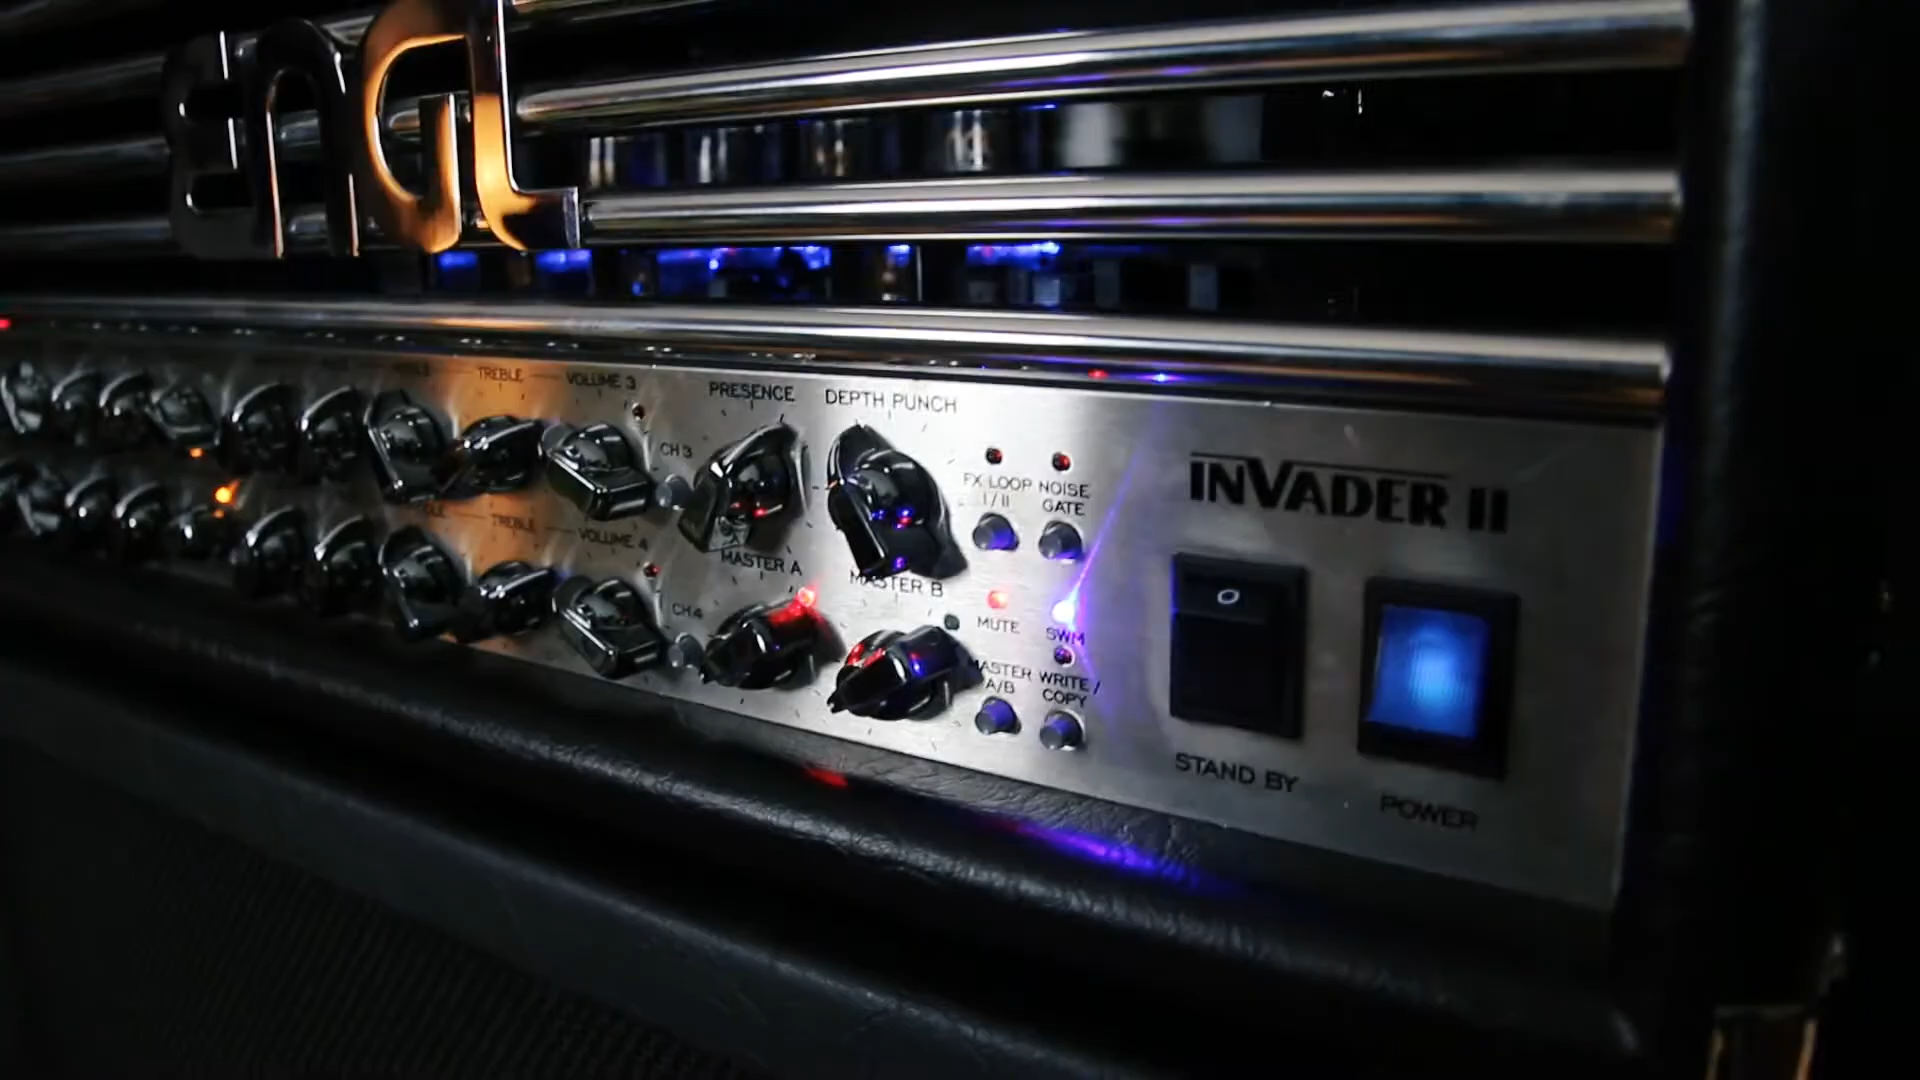 ENGL
TREBLE
VOLUME 3
PRESENCE
DEPTH PUNCH
CH 3
FX LOOP
I / II
NOISE
GATE
INVADER II
TREBLE
VOLUME 4
MASTER A
MASTER B
CH 4
MUTE
SWM
MASTER
A/B
WRITE /
COPY
O
STAND BY
POWER